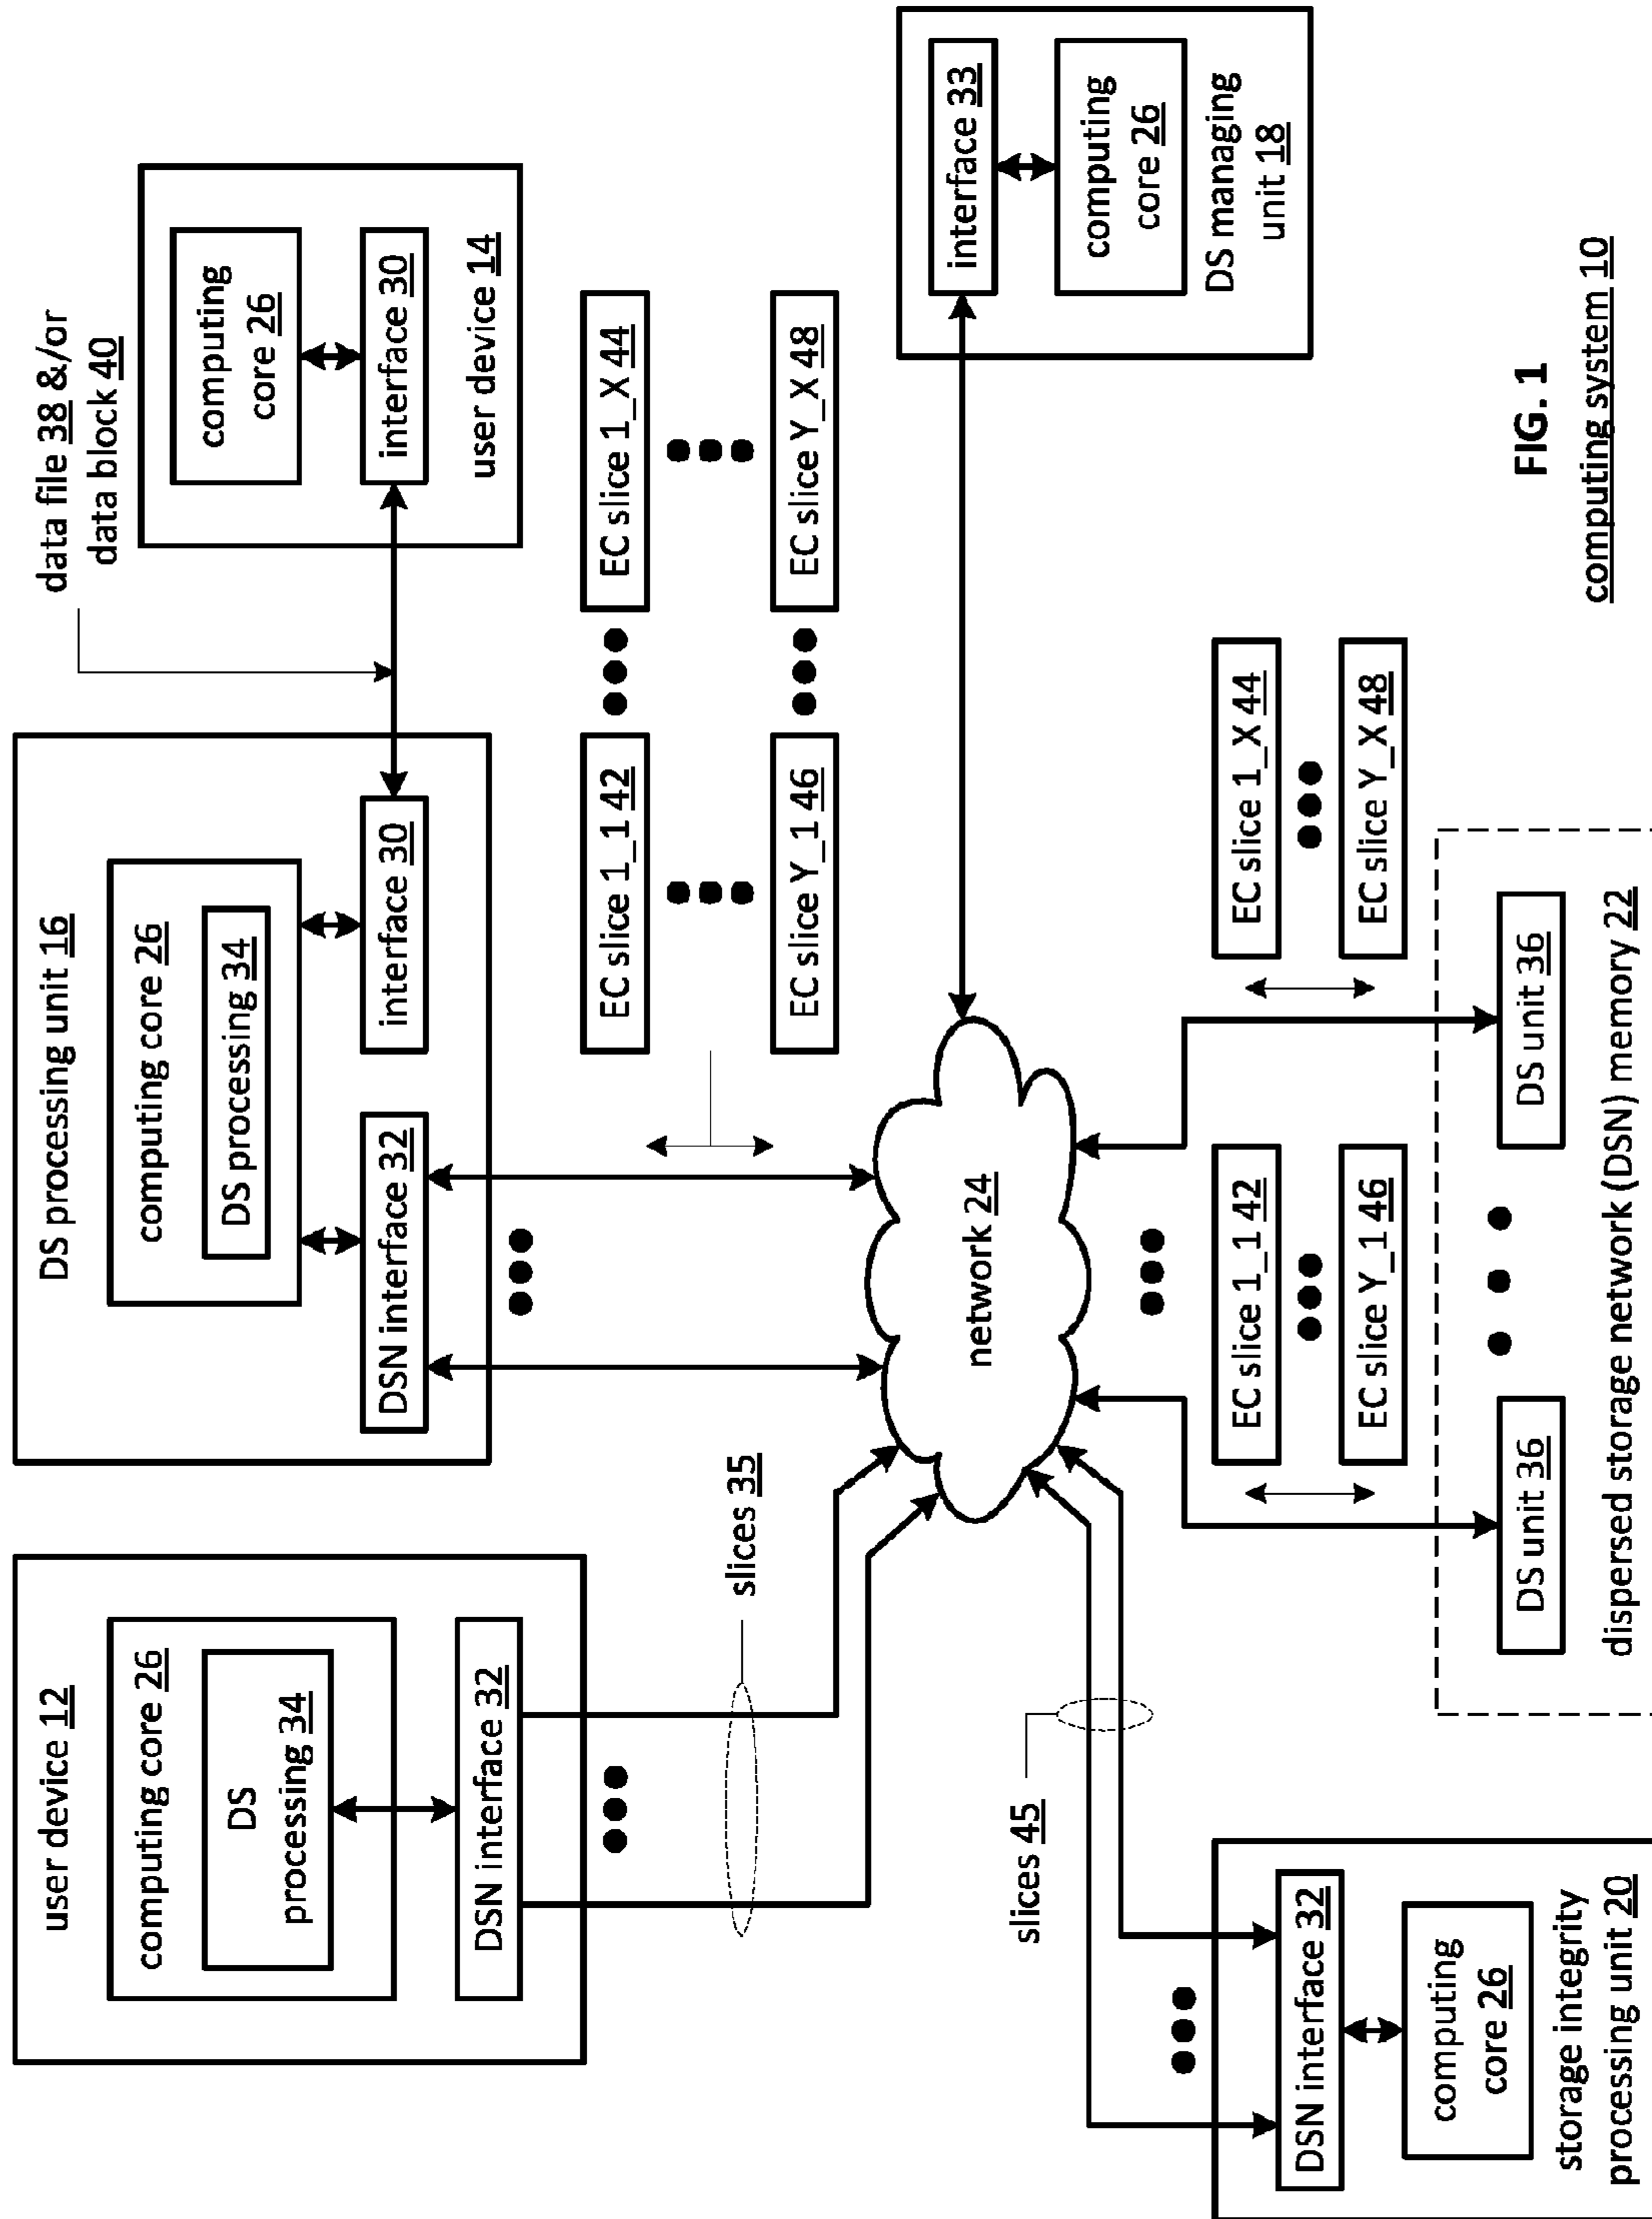 user device 12
computing core 26
DS
processing 34
DSN interface 32
slices 35
DS processing unit 16
computing core 26
DS processing 34
DSN interface 32
interface 30
data file 38 &/or
data block 40
computing
core 26
interface 30
user device 14
EC slice 1_1 42
EC slice 1_X 44
EC slice Y_1 46
EC slice Y_X 48
network 24
interface 33
computing
core 26
DS managing
unit 18
slices 45
DSN interface 32
computing
core 26
storage integrity
processing unit 20
EC slice 1_1 42
EC slice Y_1 46
EC slice 1_X 44
EC slice Y_X 48
DS unit 36
DS unit 36
dispersed storage network (DSN) memory 22
FIG. 1
computing system 10